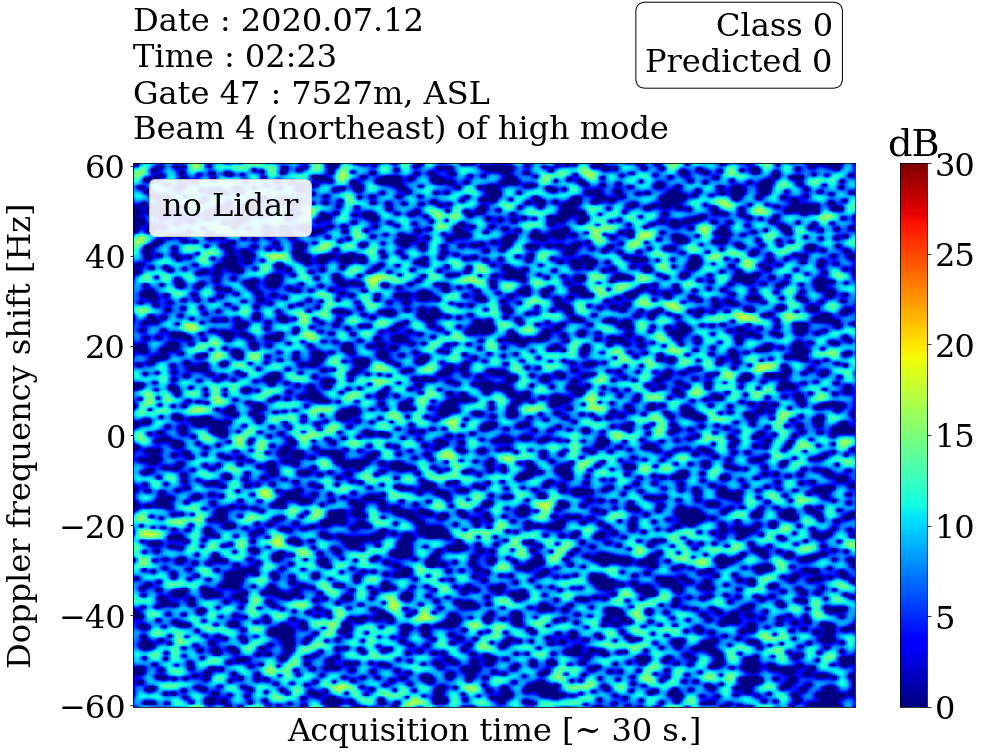 Date : 2020.07.12
Time : 02:23
Gate 47 : 7527m, ASL
Beam 4 (northeast) of high mode
Class 0
Predicted 0
dB
no Lidar
Doppler frequency shift [Hz]
60
40
20
0
−20
−40
−60
Acquisition time [~ 30 s.]
30
25
20
15
10
5
0